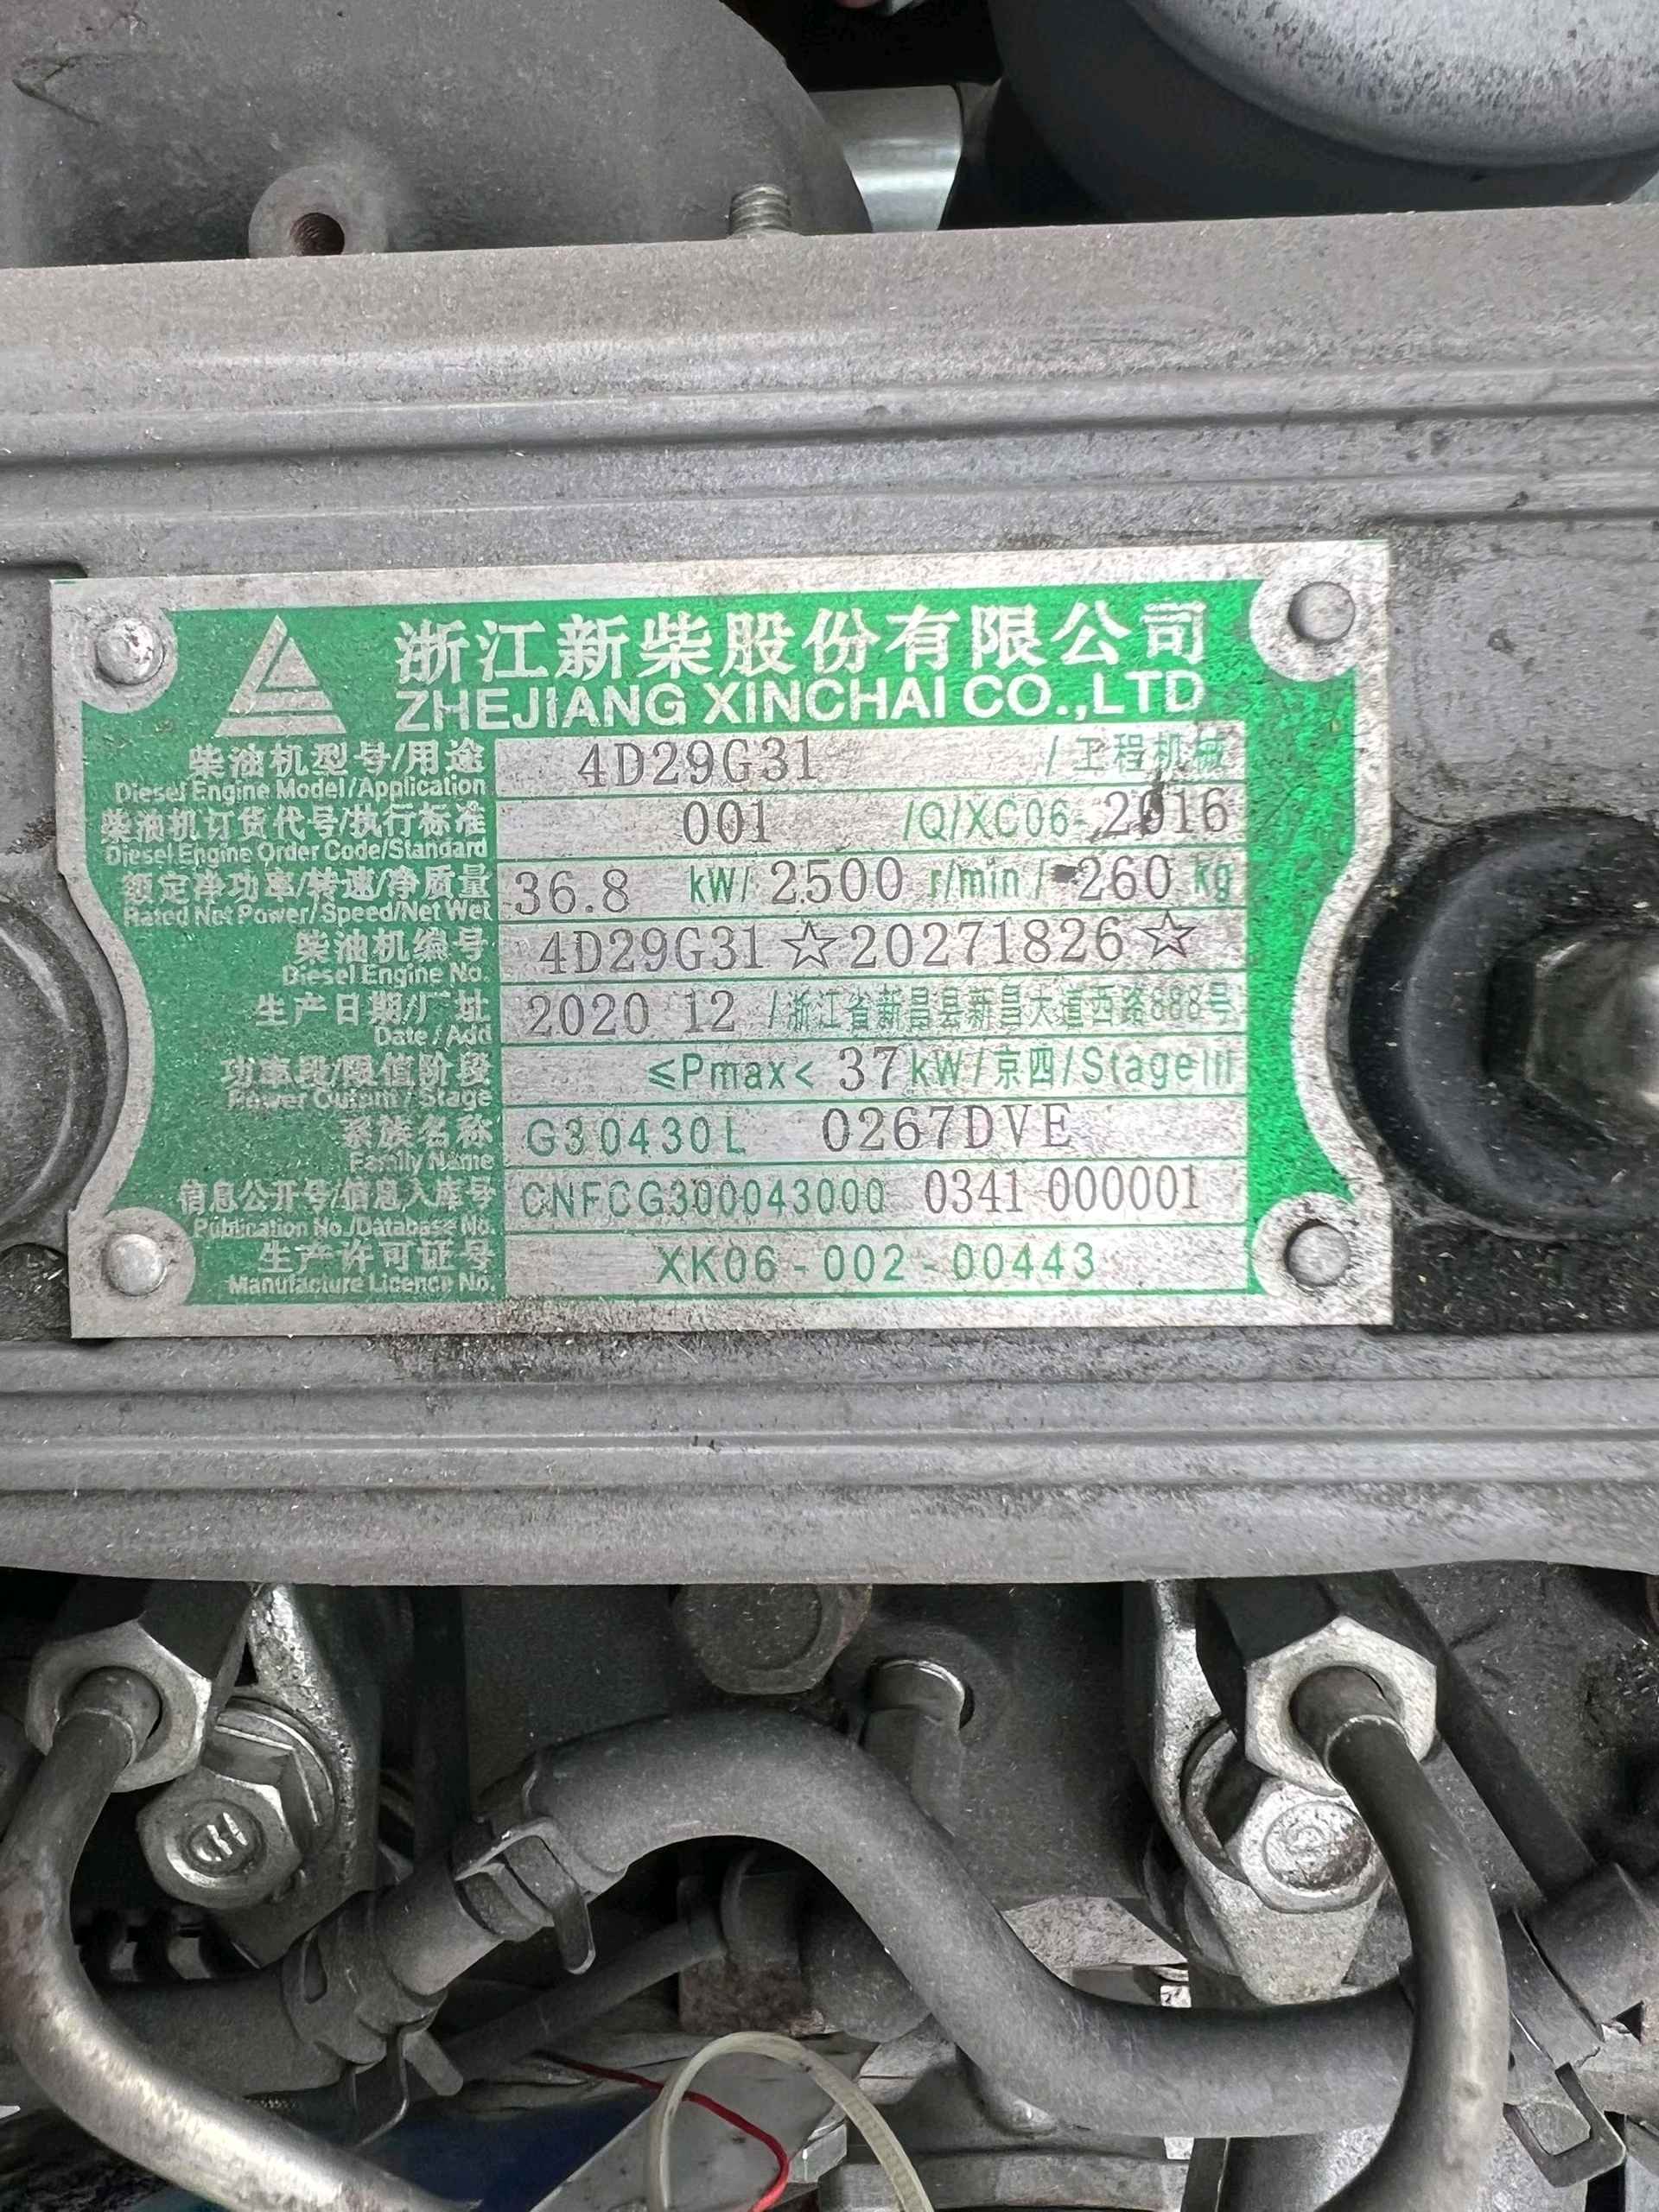 浙江新柴股份有限公司
ZHEJIANG XINCHAI CO.,LTD
柴油机型号/用途 4D29G31 /工程机械
Diesel Engine Model/Application
柴油机订货代号/执行标准 001 /Q/XC06-2016
Diesel Engine Order Code/Standard
额定净功率/转速/净质量 36.8 kW/ 2500 r/min / 260 kg
Rated Net Power/Speed/Net Wet
柴油机编号 4D29G31☆20271826☆
Diesel Engine No.
生产日期/厂址 2020 12 /浙江省新昌县新昌大道西路888号
Date / Add
功率段/限值阶段 ≤Pmax< 37 kW/京四/StageIII
Power Output / Stage
系族名称 G30430L 0267DVE
Family Name
信息公开号/信息入库号 CNFCG300043000 0341 000001
Publication No./Database No.
生产许可证号 XK06-002-00443
Manufacture Licence No.